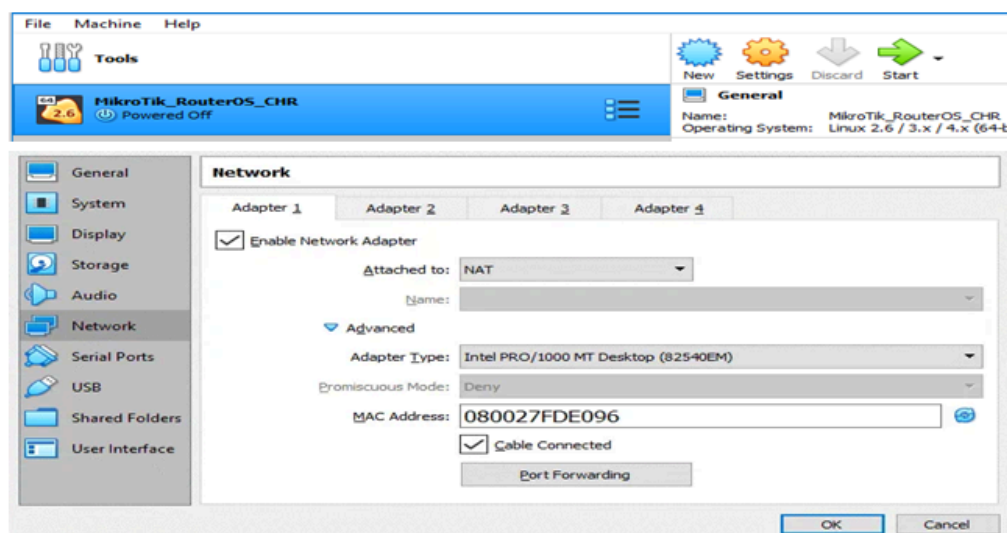 File Machine Help
Tools
New Settings Discard Start
64
2.6
MikroTik_RouterOS_CHR
Powered Off
General
Name: MikroTik_RouterOS_CHR
Operating System: Linux 2.6 / 3.x / 4.x (64-b
General
System
Display
Storage
Audio
Network
Serial Ports
USB
Shared Folders
User Interface
Network
Adapter 1 Adapter 2 Adapter 3 Adapter 4
Enable Network Adapter
Attached to: NAT
Name:
Advanced
Adapter Type: Intel PRO/1000 MT Desktop (82540EM)
Promiscuous Mode: Deny
MAC Address: 080027FDE096
Cable Connected
Port Forwarding
OK Cancel